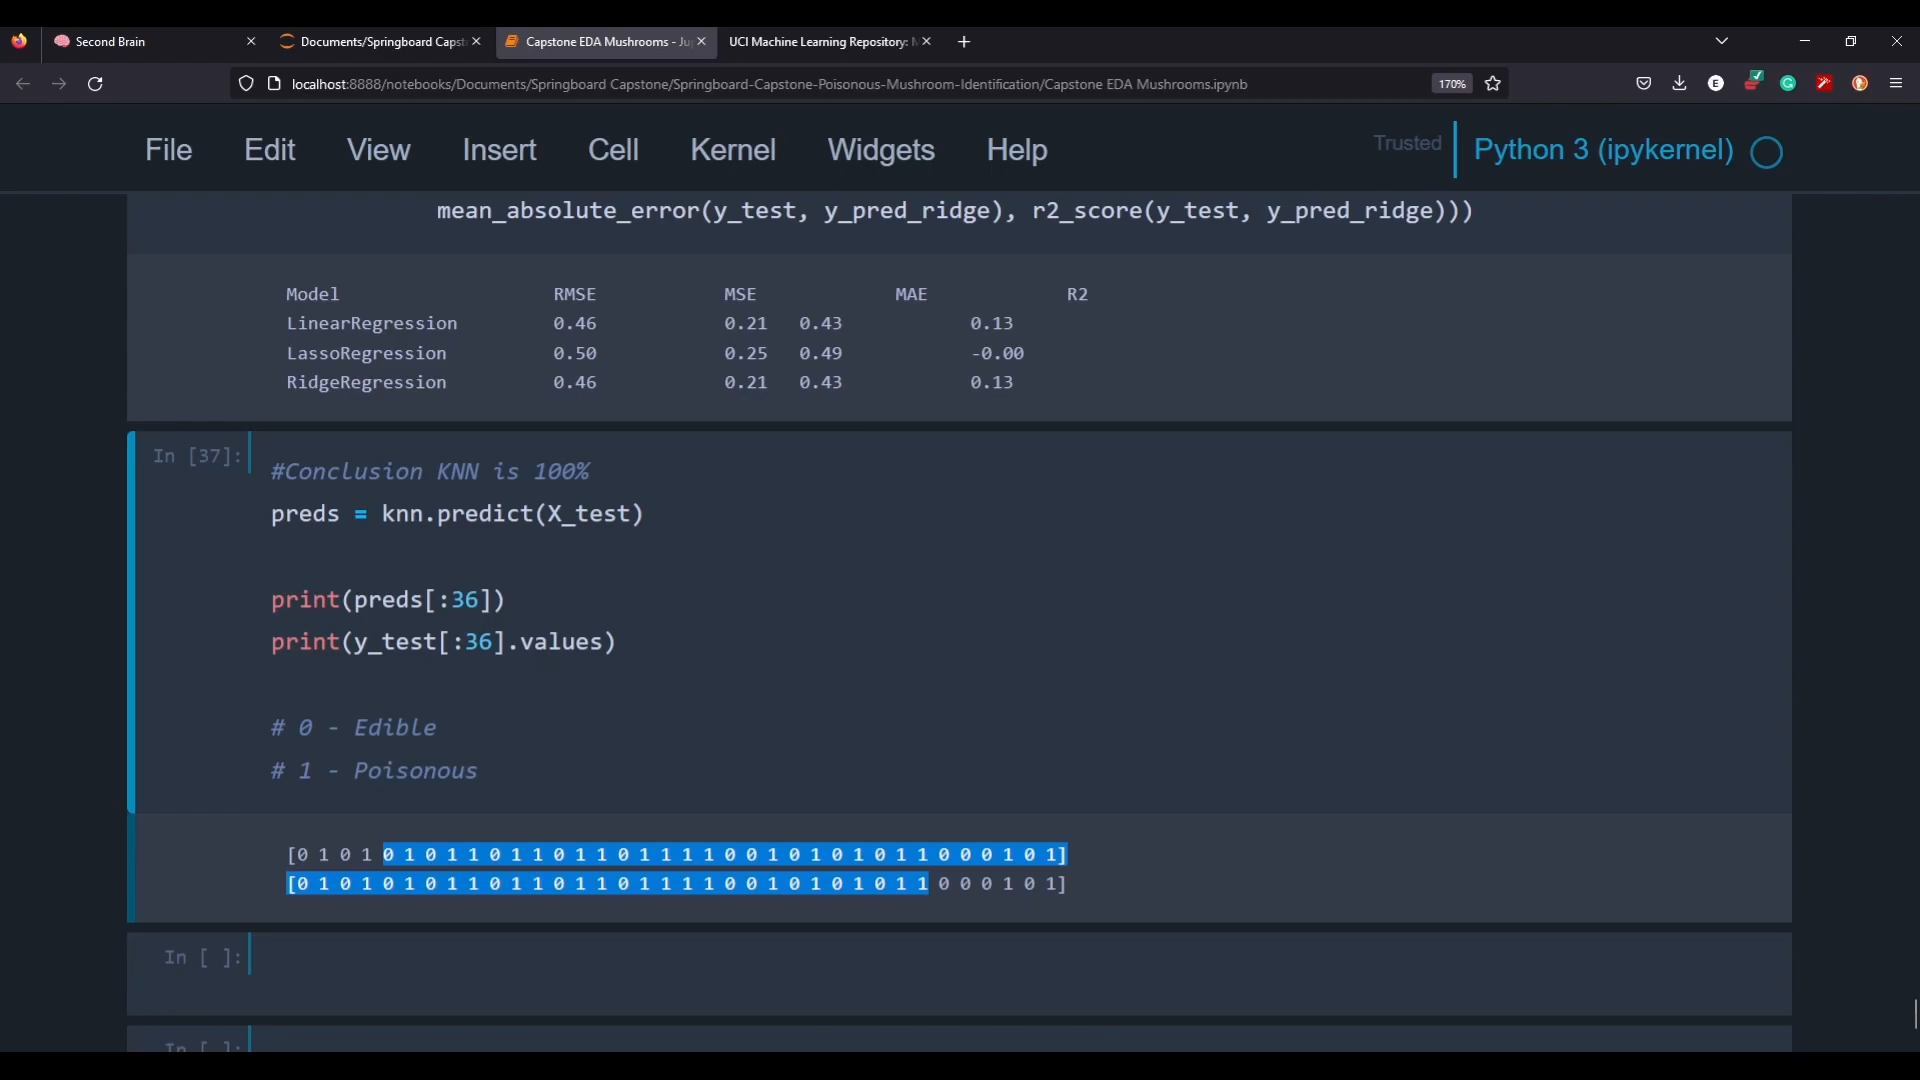 Second Brain
Documents/Springboard Capst
Capstone EDA Mushrooms - Ju
UCI Machine Learning Repository:
localhost:8888/notebooks/Documents/Springboard Capstone/Springboard-Capstone-Poisonous-Mushroom-Identification/Capstone EDA Mushrooms.ipynb
170%
File Edit View Insert Cell Kernel Widgets Help Trusted Python 3 (ipykernel)
mean_absolute_error(y_test, y_pred_ridge), r2_score(y_test, y_pred_ridge)))
Model RMSE MSE MAE R2
LinearRegression 0.46 0.21 0.43 0.13
LassoRegression 0.50 0.25 0.49 -0.00
RidgeRegression 0.46 0.21 0.43 0.13
In [37]:
#Conclusion KNN is 100%
preds = knn.predict(X_test)
print(preds[:36])
print(y_test[:36].values)
# 0 - Edible
# 1 - Poisonous
[0 1 0 1 0 1 0 1 1 0 1 1 0 1 1 0 1 1 1 1 0 0 1 0 1 0 1 0 1 1 0 0 0 1 0 1]
[0 1 0 1 0 1 0 1 1 0 1 1 0 1 1 0 1 1 1 1 0 0 1 0 1 0 1 0 1 1 0 0 0 1 0 1]
In [ ]:
In [ ]: